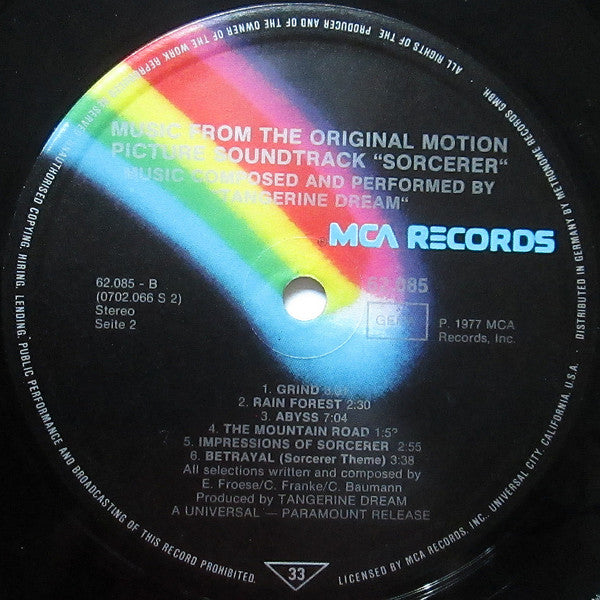 MUSIC FROM THE ORIGINAL MOTION
PICTURE SOUNDTRACK "SORCERER"
MUSIC COMPOSED AND PERFORMED BY
"TANGERINE DREAM"
MCA RECORDS
62.085 - B
(0702.066 S 2)
Stereo
Seite 2
62.085
GEMA
P. 1977 MCA
Records, Inc.
1. GRIND
2. RAIN FOREST 2:30
3. ABYSS 7:04
4. THE MOUNTAIN ROAD
5. IMPRESSIONS OF SORCERER 2:55
6. BETRAYAL (Sorcerer Theme) 3:38
All selections written and composed by
E. Froese/C. Franke/C. Baumann
Produced by TANGERINE DREAM
A UNIVERSAL — PARAMOUNT RELEASE
33
ALL RIGHTS OF THE PRODUCER AND OF THE OWNER OF THE WORK REPRODUCED RESERVED. UNAUTHORISED COPYING, HIRING, LENDING, PUBLIC PERFORMANCE AND BROADCASTING OF THIS RECORD PROHIBITED.
LICENSED BY MCA RECORDS, INC. UNIVERSAL CITY, CALIFORNIA, U.S.A. · DISTRIBUTED IN GERMANY BY METRONOME RECORDS GMBH.